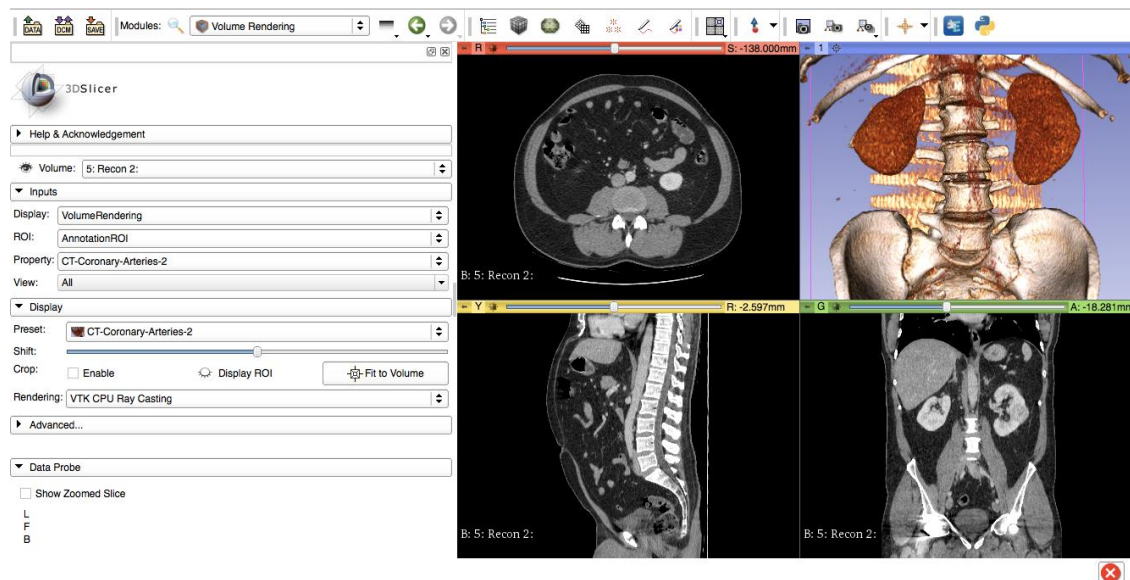 DATA DCM SAVE Modules: Volume Rendering
3DSlicer
Help & Acknowledgement
Volume: 5: Recon 2:
Inputs
Display: VolumeRendering
ROI: AnnotationROI
Property: CT-Coronary-Arteries-2
View: All
Display
Preset: CT-Coronary-Arteries-2
Shift:
Crop: Enable Display ROI Fit to Volume
Rendering: VTK CPU Ray Casting
Advanced...
Data Probe
Show Zoomed Slice
L
F
B
R S: -138.000mm
B: 5: Recon 2:
1
Y R: -2.597mm
B: 5: Recon 2:
G A: -18.281mm
B: 5: Recon 2: